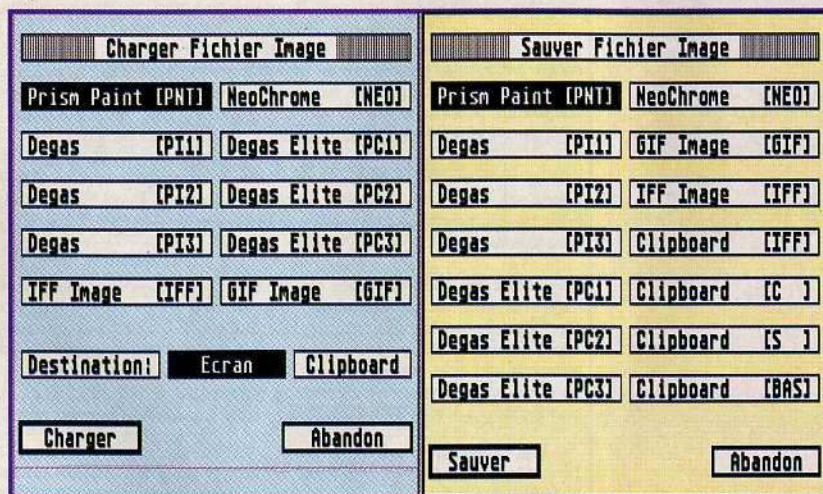 Charger Fichier Image
Prism Paint [PNT] NeoChrome [NEO]
Degas [PI1] Degas Elite [PC1]
Degas [PI2] Degas Elite [PC2]
Degas [PI3] Degas Elite [PC3]
IFF Image [IFF] GIF Image [GIF]
Destination: Ecran Clipboard
Charger Abandon
Sauver Fichier Image
Prism Paint [PNT] NeoChrome [NEO]
Degas [PI1] GIF Image [GIF]
Degas [PI2] IFF Image [IFF]
Degas [PI3] Clipboard [IFF]
Degas Elite [PC1] Clipboard [C ]
Degas Elite [PC2] Clipboard [S ]
Degas Elite [PC3] Clipboard [BAS]
Sauver Abandon